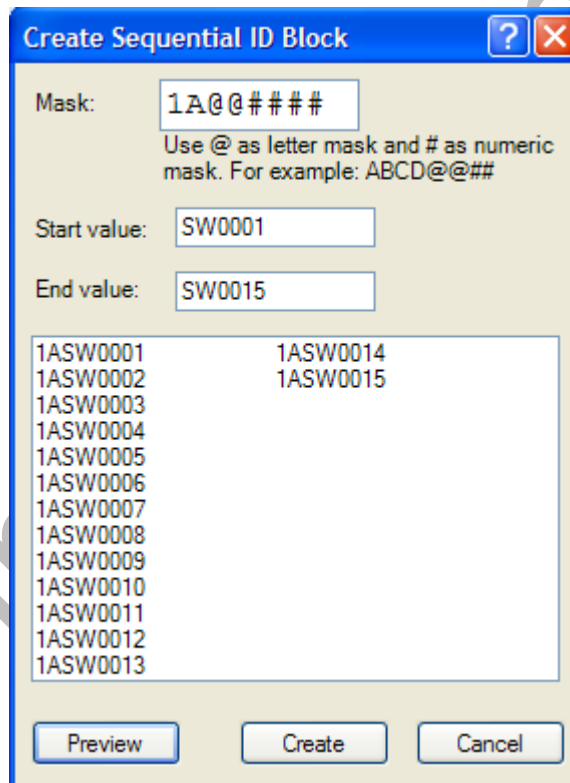 Create Sequential ID Block
Mask: 1A@@####
Use @ as letter mask and # as numeric
mask. For example: ABCD@@##
Start value: SW0001
End value: SW0015
1ASW0001 1ASW0014
1ASW0002 1ASW0015
1ASW0003
1ASW0004
1ASW0005
1ASW0006
1ASW0007
1ASW0008
1ASW0009
1ASW0010
1ASW0011
1ASW0012
1ASW0013
Preview Create Cancel